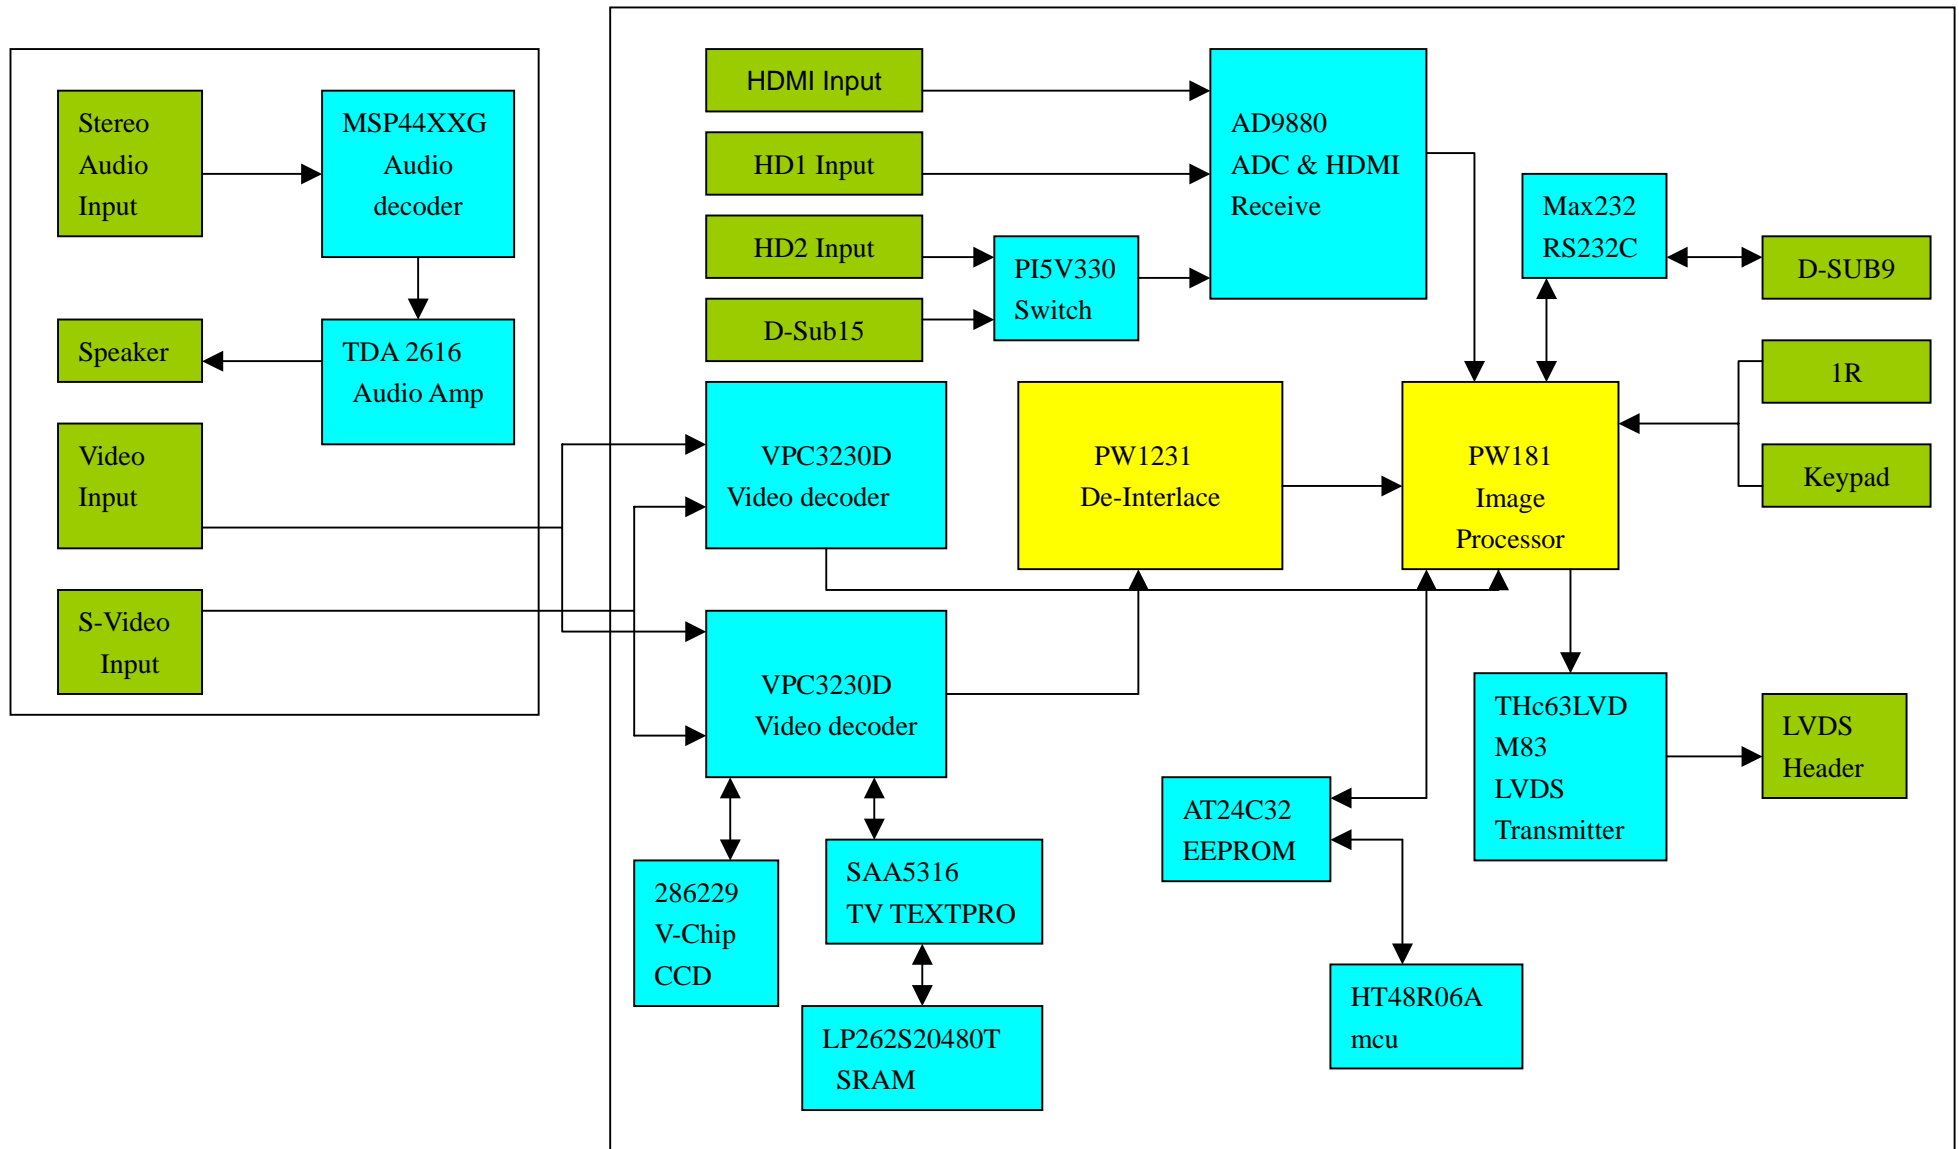 Stereo
Audio
Input
MSP44XXG
Audio
decoder
Speaker
TDA 2616
Audio Amp
Video
Input
S-Video
Input
HDMI Input
HD1 Input
HD2 Input
D-Sub15
PI5V330
Switch
AD9880
ADC & HDMI
Receive
Max232
RS232C
D-SUB9
1R
Keypad
VPC3230D
Video decoder
PW1231
De-Interlace
PW181
Image
Processor
VPC3230D
Video decoder
THc63LVD
M83
LVDS
Transmitter
LVDS
Header
AT24C32
EEPROM
286229
V-Chip
CCD
SAA5316
TV TEXTPRO
HT48R06A
mcu
LP262S20480T
SRAM